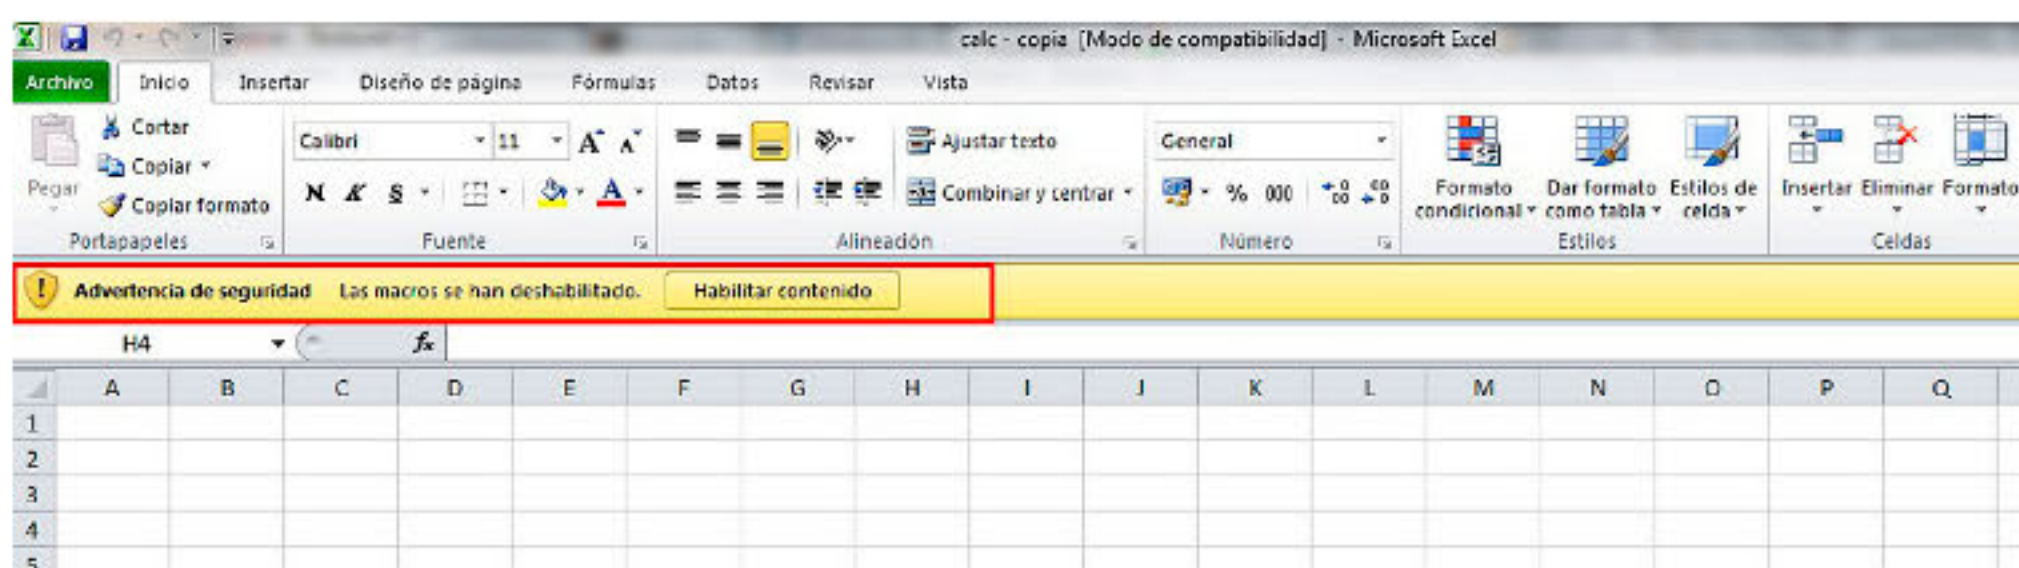 calc - copia [Modo de compatibilidad] - Microsoft Excel
Archivo Inicio Insertar Diseño de página Fórmulas Datos Revisar Vista
Cortar
Calibri 11 A A Ajustar texto General
Copiar
Pegar Copiar formato
N K S A Combinar y centrar % 000
Formato condicional Dar formato como tabla Estilos de celda Insertar Eliminar Formato
Portapapeles Fuente Alineación Número Estilos Celdas
Advertencia de seguridad Las macros se han deshabilitado. Habilitar contenido
H4 fx
A B C D E F G H I J K L M N O P Q
1
2
3
4
5